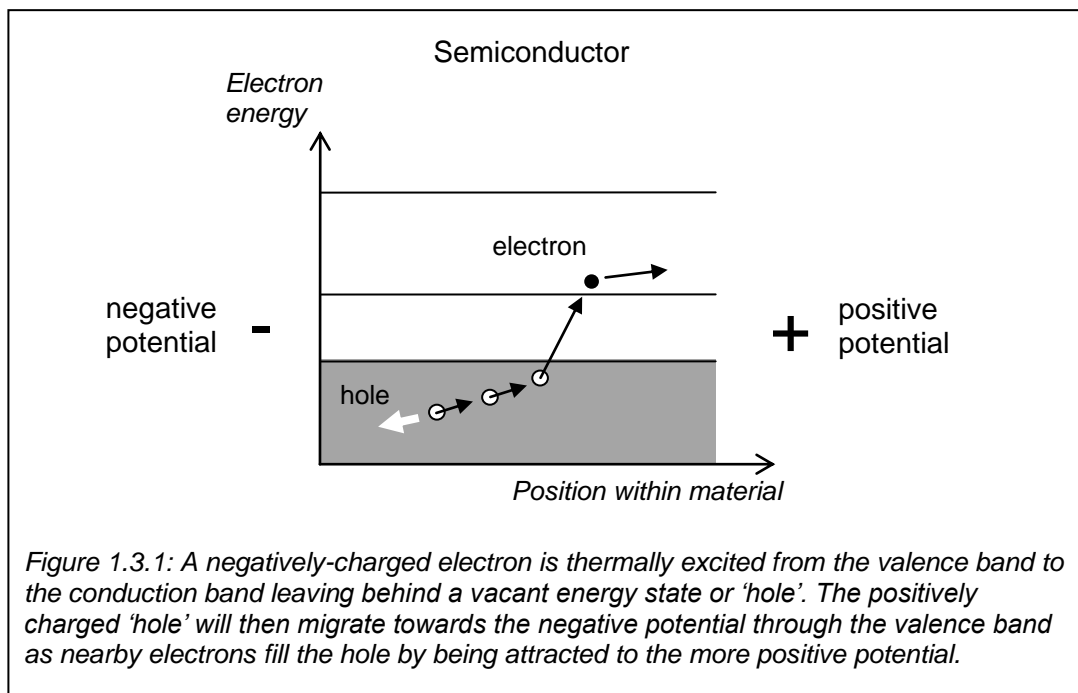 Semiconductor
Electron
energy
electron
negative
potential
-
+
positive
potential
hole
Position within material
Figure 1.3.1: A negatively-charged electron is thermally excited from the valence band to
the conduction band leaving behind a vacant energy state or ‘hole’. The positively
charged ‘hole’ will then migrate towards the negative potential through the valence band
as nearby electrons fill the hole by being attracted to the more positive potential.